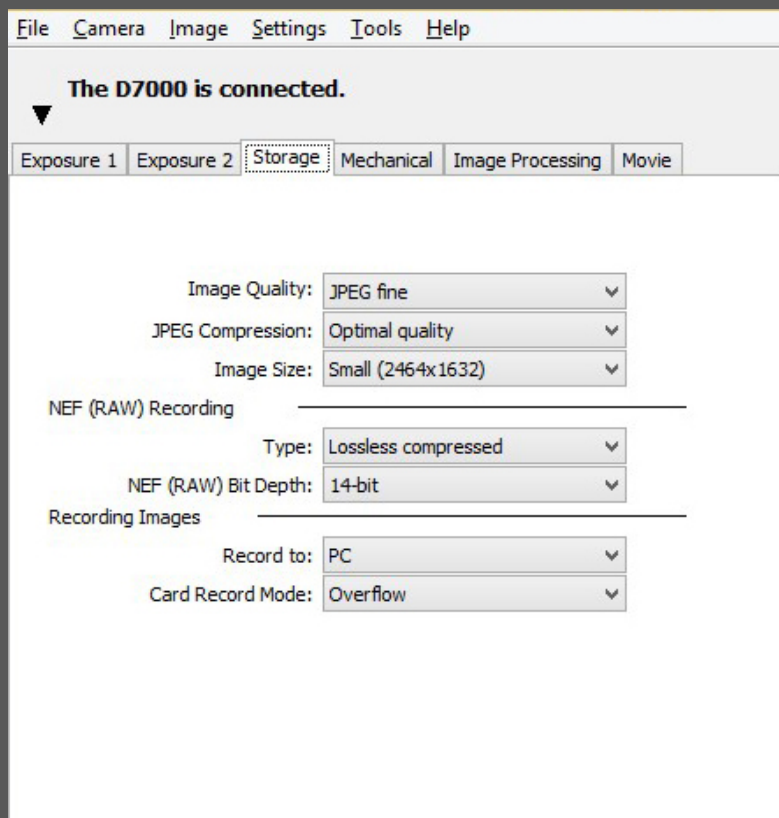 File Camera Image Settings Tools Help
The D7000 is connected.
Exposure 1 Exposure 2 Storage Mechanical Image Processing Movie
Image Quality: JPEG fine
JPEG Compression: Optimal quality
Image Size: Small (2464x1632)
NEF (RAW) Recording
Type: Lossless compressed
NEF (RAW) Bit Depth: 14-bit
Recording Images
Record to: PC
Card Record Mode: Overflow